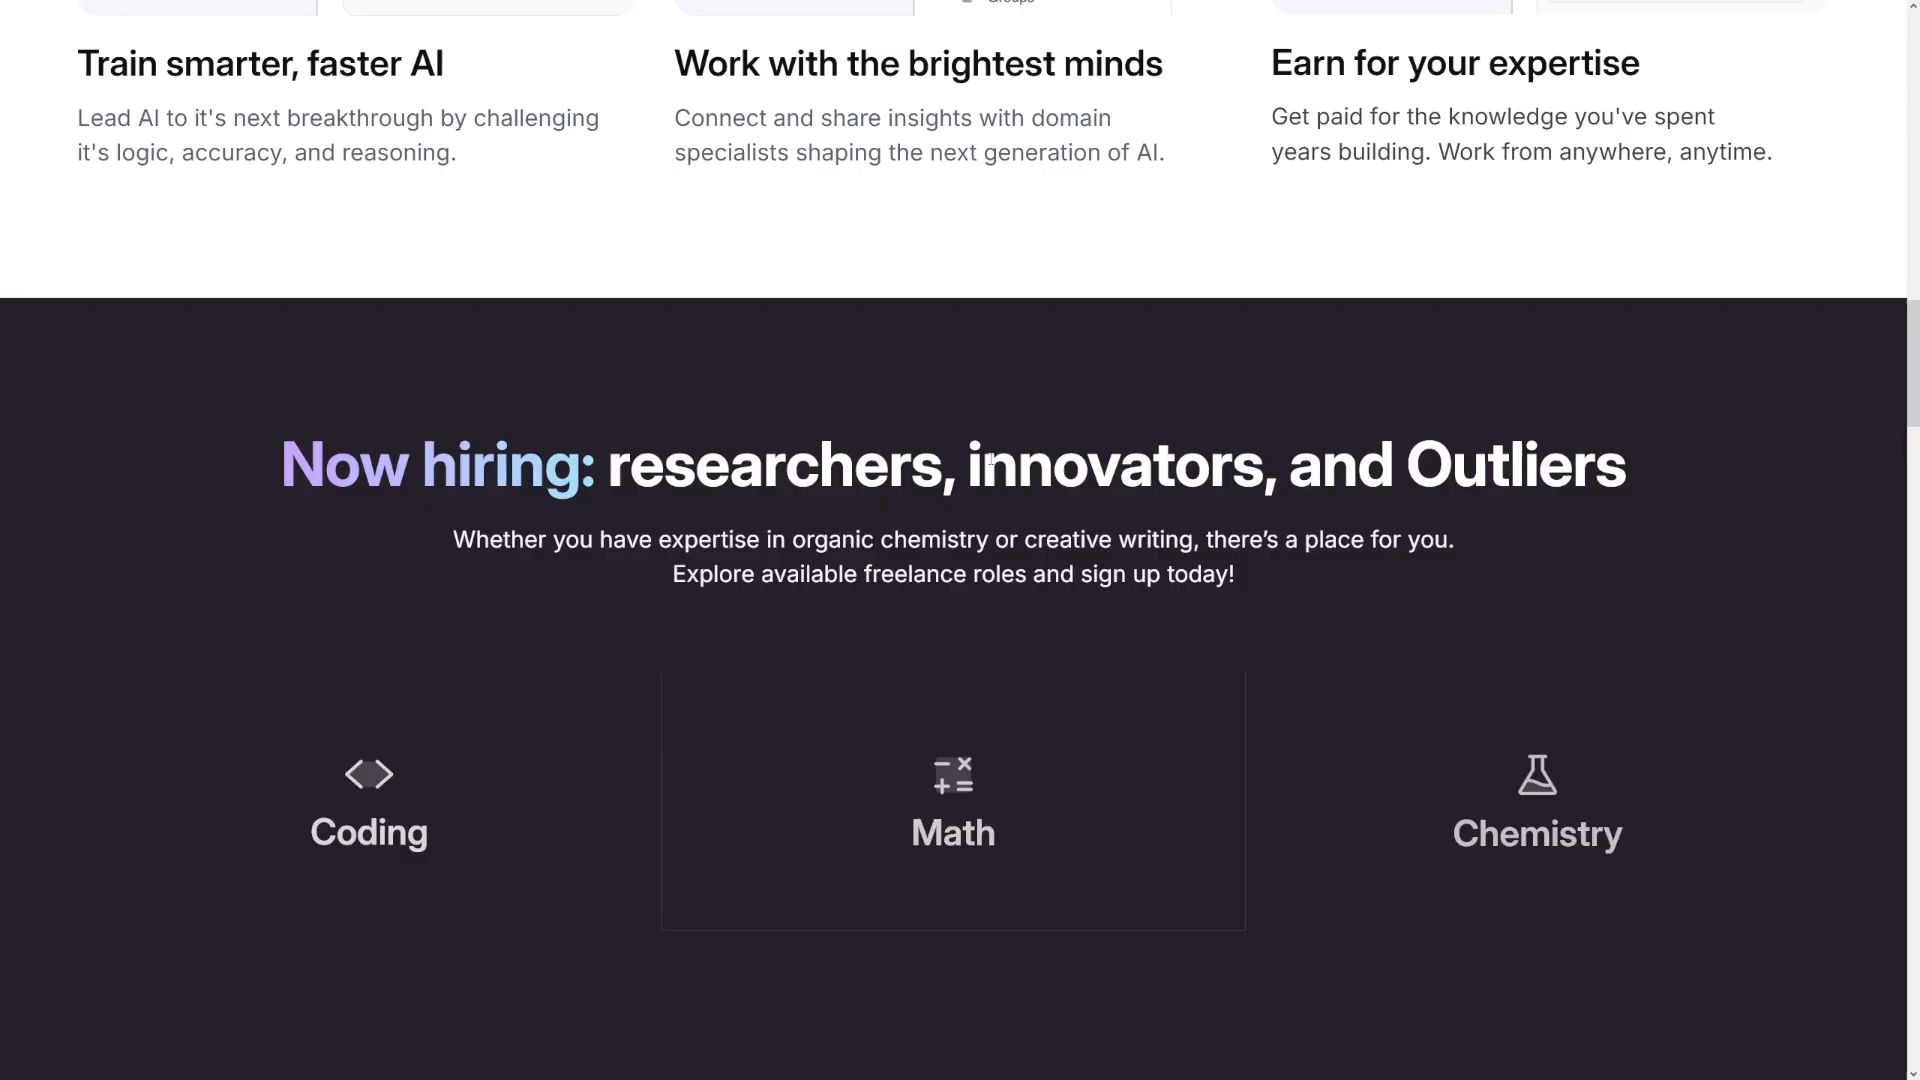 Groups
Train smarter, faster AI
Lead AI to it's next breakthrough by challenging
it's logic, accuracy, and reasoning.
Work with the brightest minds
Connect and share insights with domain
specialists shaping the next generation of AI.
Earn for your expertise
Get paid for the knowledge you've spent
years building. Work from anywhere, anytime.
Now hiring: researchers, innovators, and Outliers
Whether you have expertise in organic chemistry or creative writing, there’s a place for you.
Explore available freelance roles and sign up today!
Coding
Math
Chemistry